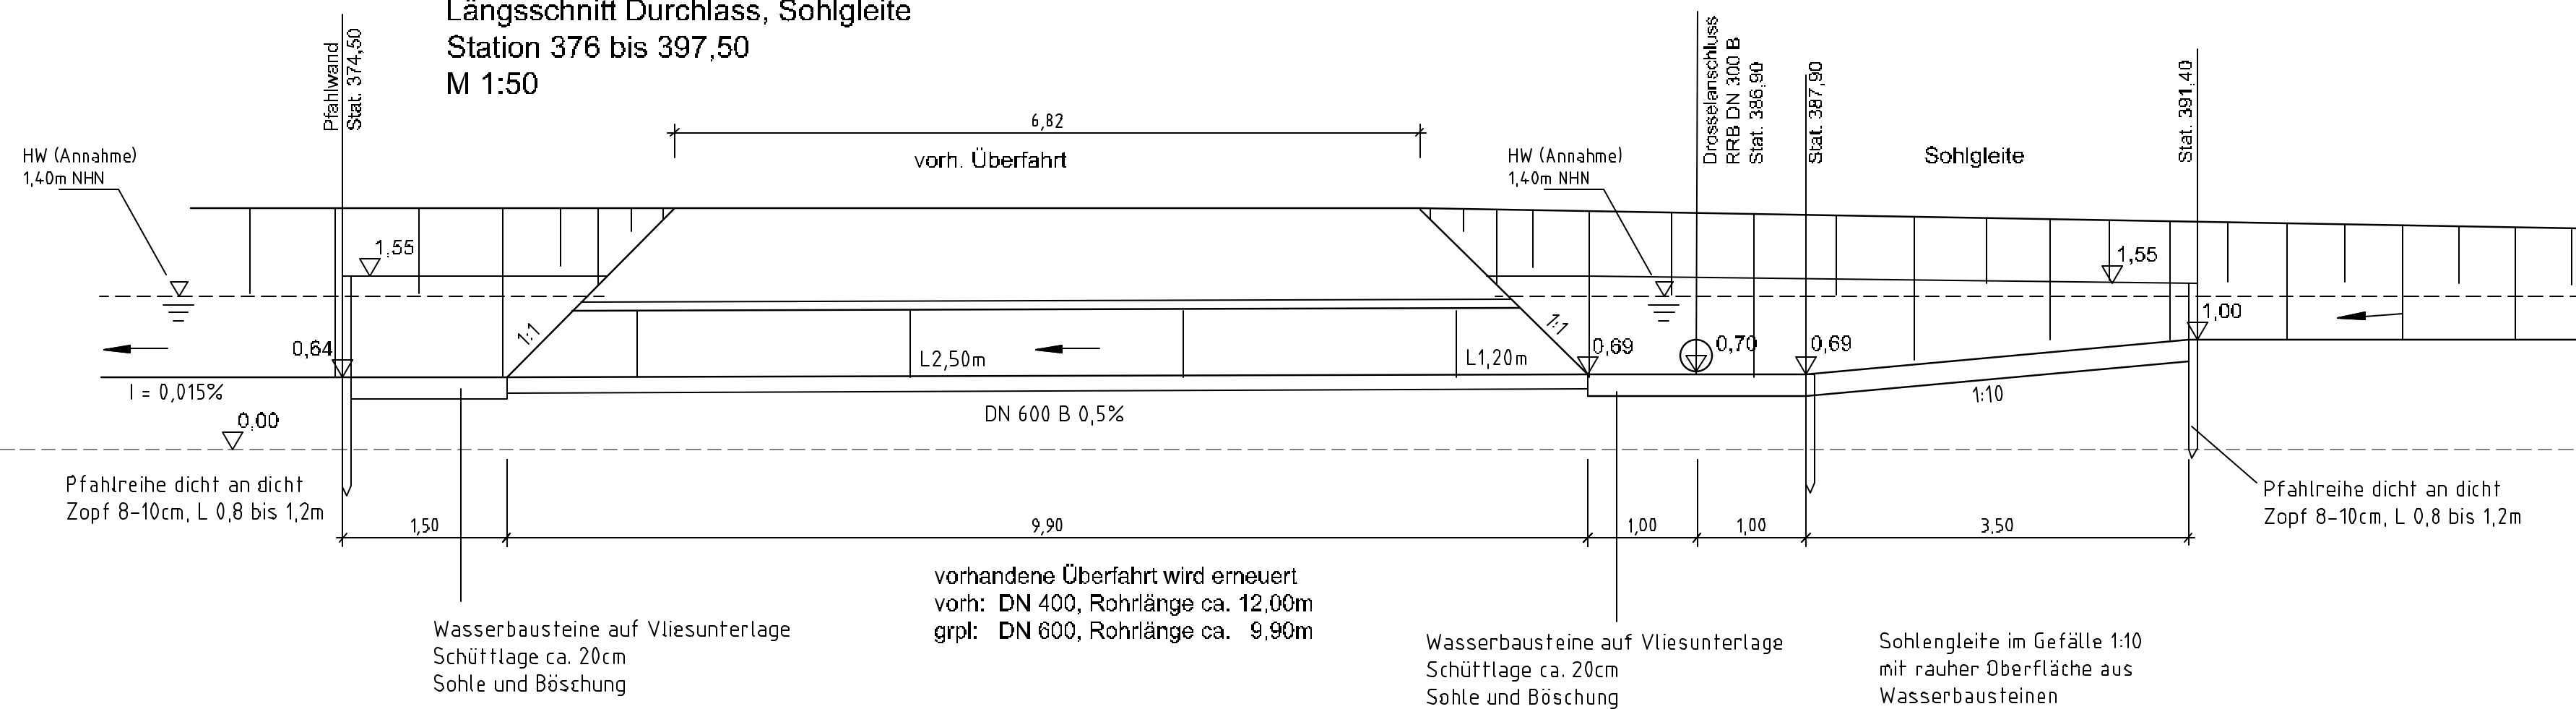 Längsschnitt Durchlass, Sohlgleite
Station 376 bis 397,50
M 1:50
Pfahlwand
Stat. 374,50
HW (Annahme)
1,40m NHN
6,82
vorh. Überfahrt
HW (Annahme)
1,40m NHN
Drosselanschluss
RRB DN 300 B
Stat. 386,90
Stat. 387,90
Sohlgleite
Stat. 391,40
1,55
1,55
1:1
1:1
0,64
L2,50m
L1,20m
0,69
0,70
0,69
1,00
I = 0,015%
0,00
DN 600 B 0,5%
1:10
Pfahlreihe dicht an dicht
Zopf 8-10cm, L 0,8 bis 1,2m
Pfahlreihe dicht an dicht
Zopf 8-10cm, L 0,8 bis 1,2m
1,50
9,90
1,00
1,00
3,50
vorhandene Überfahrt wird erneuert
vorh: DN 400, Rohrlänge ca. 12,00m
grpl: DN 600, Rohrlänge ca. 9,90m
Wasserbausteine auf Vliesunterlage
Schüttlage ca. 20cm
Sohle und Böschung
Wasserbausteine auf Vliesunterlage
Schüttlage ca. 20cm
Sohle und Böschung
Sohlengleite im Gefälle 1:10
mit rauher Oberfläche aus
Wasserbausteinen